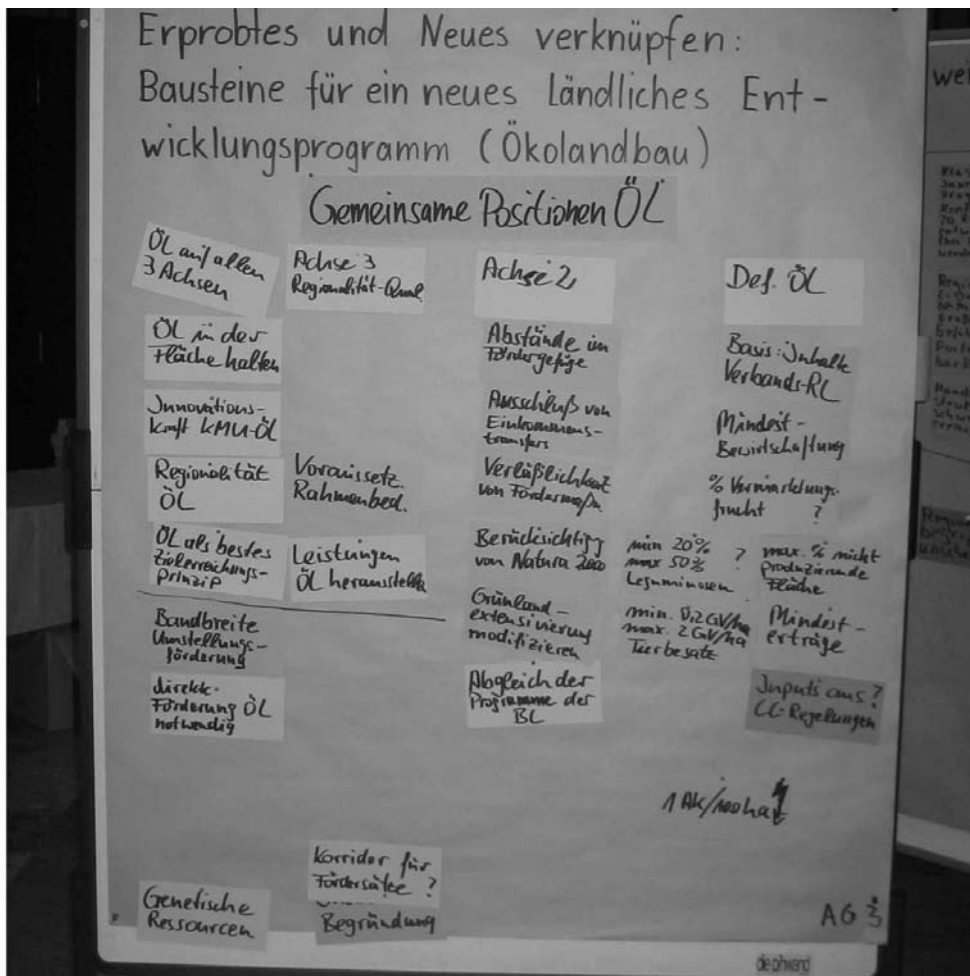 Erprobtes und Neues verknüpfen:
Bausteine für ein neues Ländliches Ent-
wicklungsprogramm (Ökolandbau)
Gemeinsame Positionen ÖL
ÖL auf allen
3 Achsen
ÖL in der
Fläche halten
Innovations-
kraft KMU-ÖL
Regionalität
ÖL
ÖL als bestes
Zielerreichungs-
prinzip
Bandbreite
Umstellungs-
förderung
direkte
Förderung ÖL
notwendig
Achse 3
Regionalität-Qual.
Voraussetz.
Rahmenbed.
Leistungen
ÖL herausstellen
Achse 2
Abstände im
Fördergefüge
Ausschluß von
Einkommens-
transfers
Verläßlichkeit
von Fördermaßn.
Berücksichtigg
von Natura 2000
Grünland-
extensivierung
modifizieren
Abgleich der
Programme der
BL
min 20%
max 50% ?
Leguminosen
min. 0,2 GV/ha
max. 2 GV/ha
Tierbesatz
Def. ÖL
Basis: Inhalte
Verbands-RL
Mindest-
Bewirtschaftung
% Vermarktungs-
frucht ?
max. % nicht
produzierende
Fläche
Mindest-
erträge
Inputs aus ?
CC-Regelungen
1 AK/100ha
Korridor für
Fördersätze ?
Begründung
Genetische
Ressourcen
AG 3